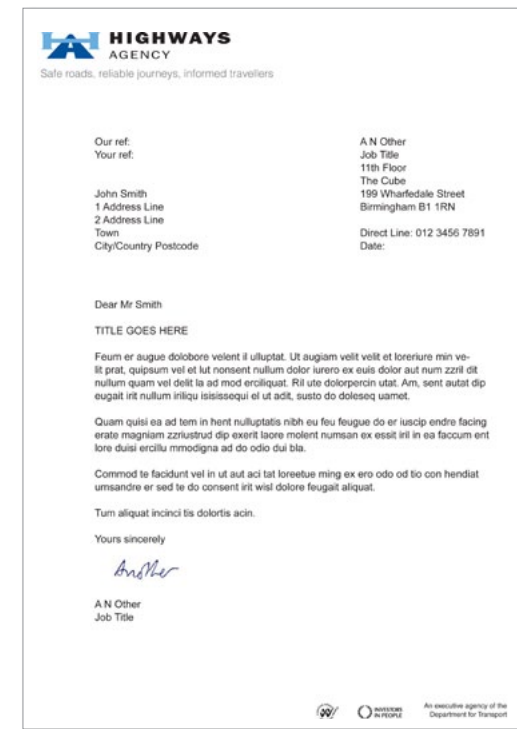 HIGHWAYS
AGENCY
Safe roads, reliable journeys, informed travellers
Our ref:
Your ref:
John Smith
1 Address Line
2 Address Line
Town
City/Country Postcode
A N Other
Job Title
11th Floor
The Cube
199 Wharfedale Street
Birmingham B1 1RN
Direct Line: 012 3456 7891
Date:
Dear Mr Smith
TITLE GOES HERE
Feum er augue dolobore velent il ulluptat. Ut augiam velit velit et loreriure min ve-
lit prat, quipsum vel et lut nonsent nullum dolor iurero ex euis dolor aut num zzril dit
nullum quam vel delit la ad mod erciliquat. Ril ute dolorpercin utat. Am, sent autat dip
eugait irit nullum iriliqu isisissequi el ut adit, susto do doleseq uamet.
Quam quisi ea ad tem in hent nulluptatis nibh eu feu feugue do er iuscip endre facing
erate magniam zzriustrud dip exerit laore molent numsan ex essit iril in ea faccum ent
lore duisi ercillu mmodigna ad do odio dui bla.
Commod te facidunt vel in ut aut aci tat loreetue ming ex ero odo od tio con hendiat
umsandre er sed te do consent irit wisl dolore feugait aliquat.
Tum aliquat incinci tis dolortis acin.
Yours sincerely
AnOther
A N Other
Job Title
INVESTORS
IN PEOPLE
An executive agency of the
Department for Transport